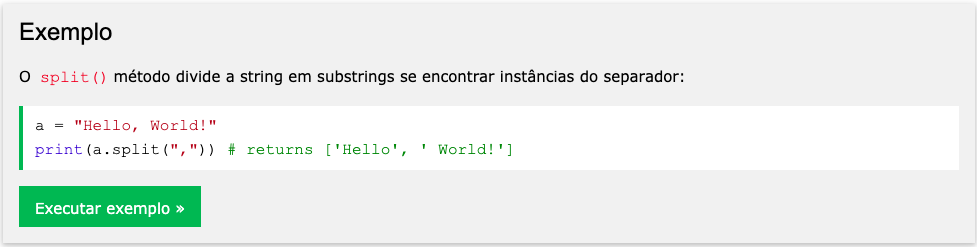 Exemplo
O split() método divide a string em substrings se encontrar instâncias do separador:
a = "Hello, World!"
print(a.split(",")) # returns ['Hello', ' World!']
Executar exemplo »